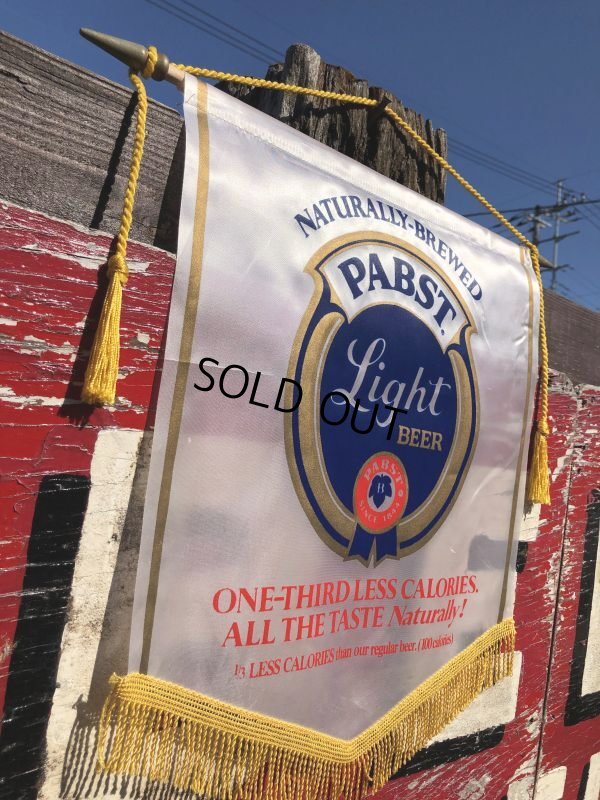 NATURALLY-BREWED
PABST.
Light
BEER
PABST
B
SINCE 1844
SOLD OUT
ONE-THIRD LESS CALORIES.
ALL THE TASTE Naturally!
1/3 LESS CALORIES than our regular beer. (100 calories)